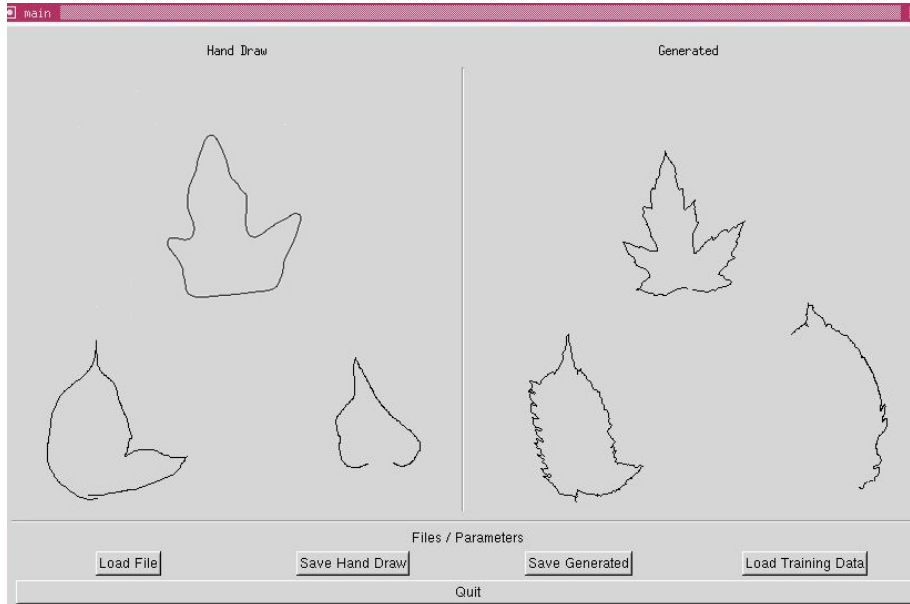 main
Hand Draw
Generated
Files / Parameters
Load File
Save Hand Draw
Save Generated
Load Training Data
Quit